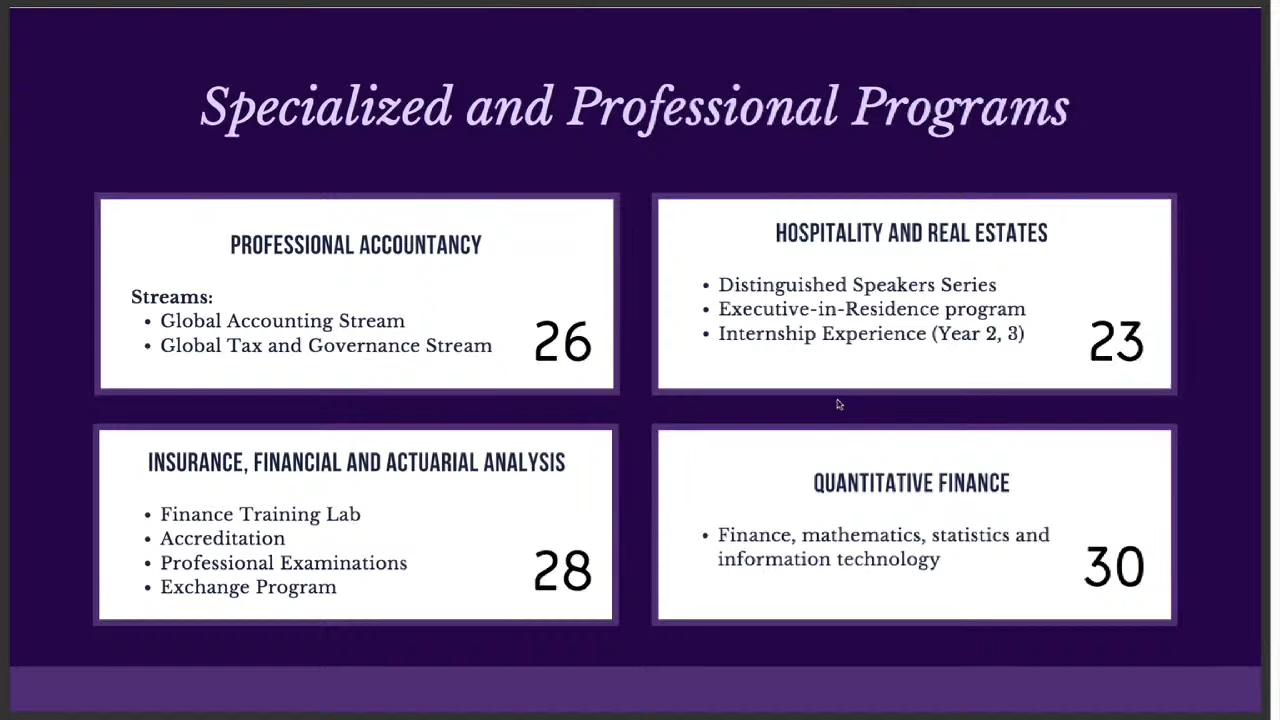 Specialized and Professional Programs
PROFESSIONAL ACCOUNTANCY
Streams:
• Global Accounting Stream
• Global Tax and Governance Stream
26
HOSPITALITY AND REAL ESTATES
• Distinguished Speakers Series
• Executive-in-Residence program
• Internship Experience (Year 2, 3)
23
INSURANCE, FINANCIAL AND ACTUARIAL ANALYSIS
• Finance Training Lab
• Accreditation
• Professional Examinations
• Exchange Program
28
QUANTITATIVE FINANCE
• Finance, mathematics, statistics and
information technology
30